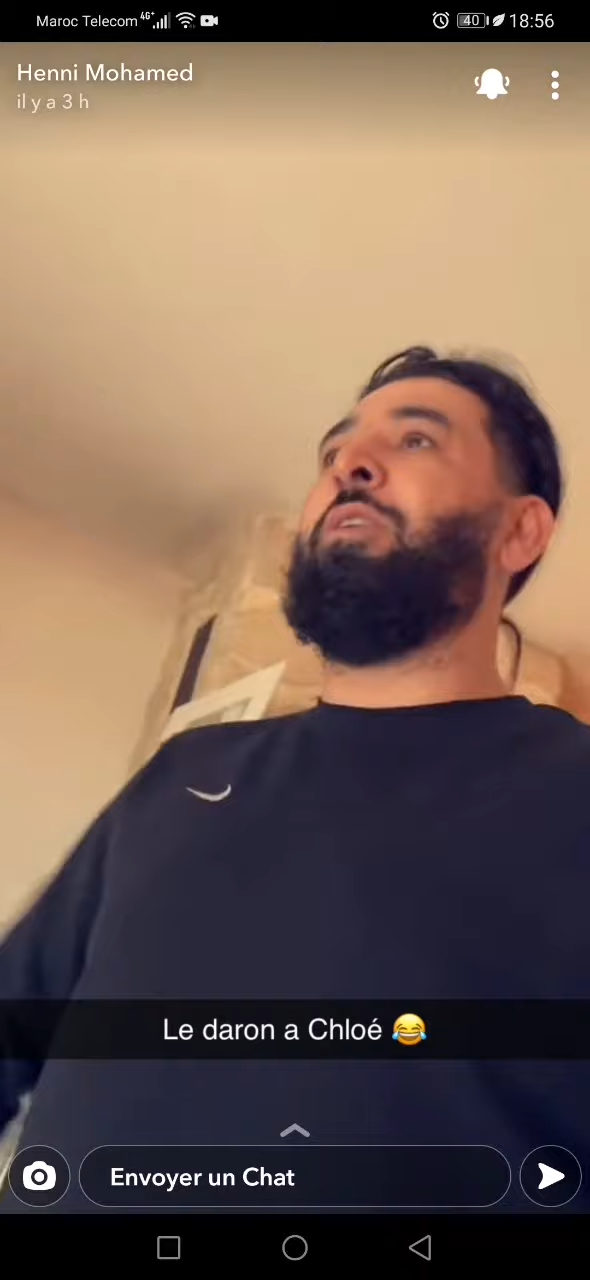 Maroc Telecom 4G+ 40 18:56
Henni Mohamed
il y a 3 h
Le daron a Chloé 😂
Envoyer un Chat